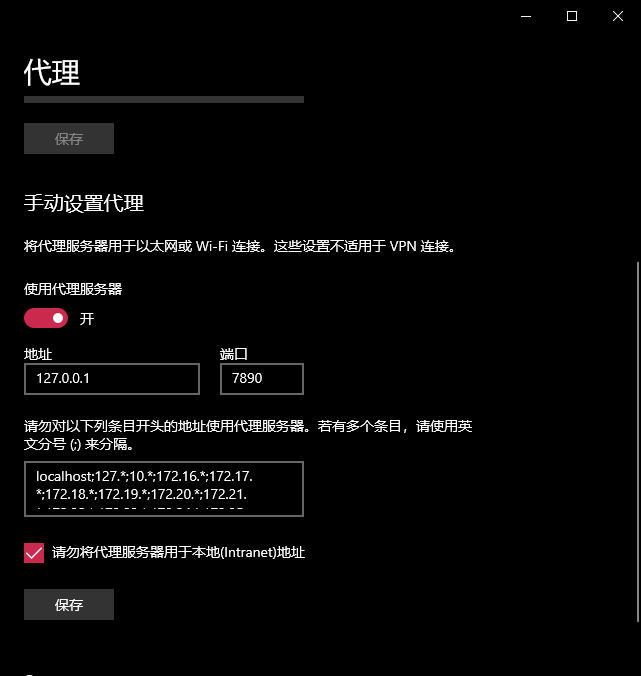 代理
保存
手动设置代理
将代理服务器用于以太网或 Wi-Fi 连接。这些设置不适用于 VPN 连接。
使用代理服务器
开
地址 端口
127.0.0.1 7890
请勿对以下列条目开头的地址使用代理服务器。若有多个条目，请使用英
文分号 (;) 来分隔。
localhost;127.*;10.*;172.16.*;172.17.
*;172.18.*;172.19.*;172.20.*;172.21.
请勿将代理服务器用于本地(Intranet)地址
保存